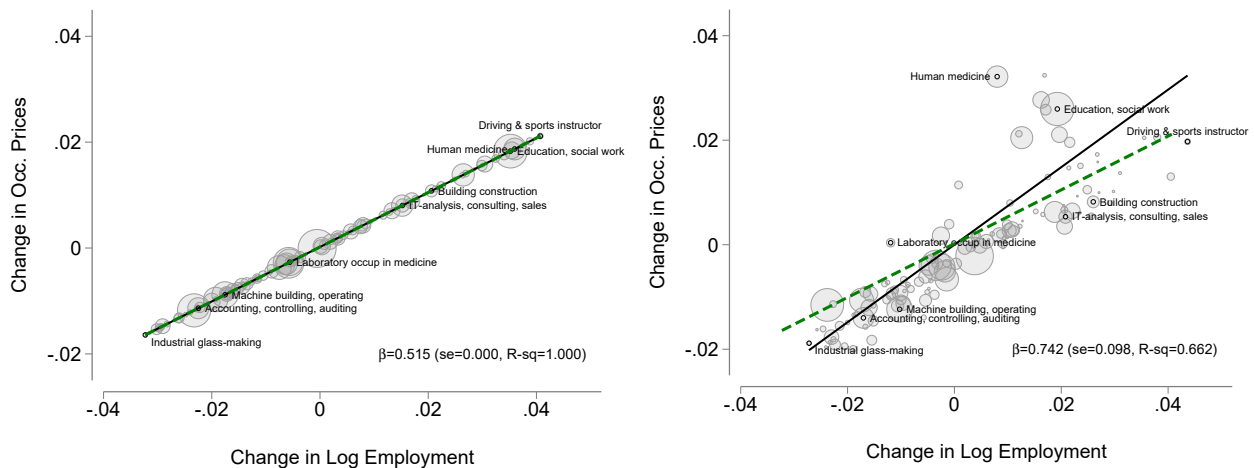 .04
.02
0
-.02
Change in Occ. Prices
Driving & sports instructor
Human medicine
Education, social work
Building construction
IT-analysis, consulting, sales
Laboratory occup in medicine
Machine building, operating
Accounting, controlling, auditing
Industrial glass-making
β=0.515 (se=0.000, R-sq=1.000)
-.04
-.02
0
.02
.04
Change in Log Employment
.04
.02
0
-.02
Change in Occ. Prices
Human medicine
Education, social work
Driving & sports instructor
Building construction
IT-analysis, consulting, sales
Laboratory occup in medicine
Machine building, operating
Accounting, controlling, auditing
Industrial glass-making
β=0.742 (se=0.098, R-sq=0.662)
-.04
-.02
0
.02
.04
Change in Log Employment